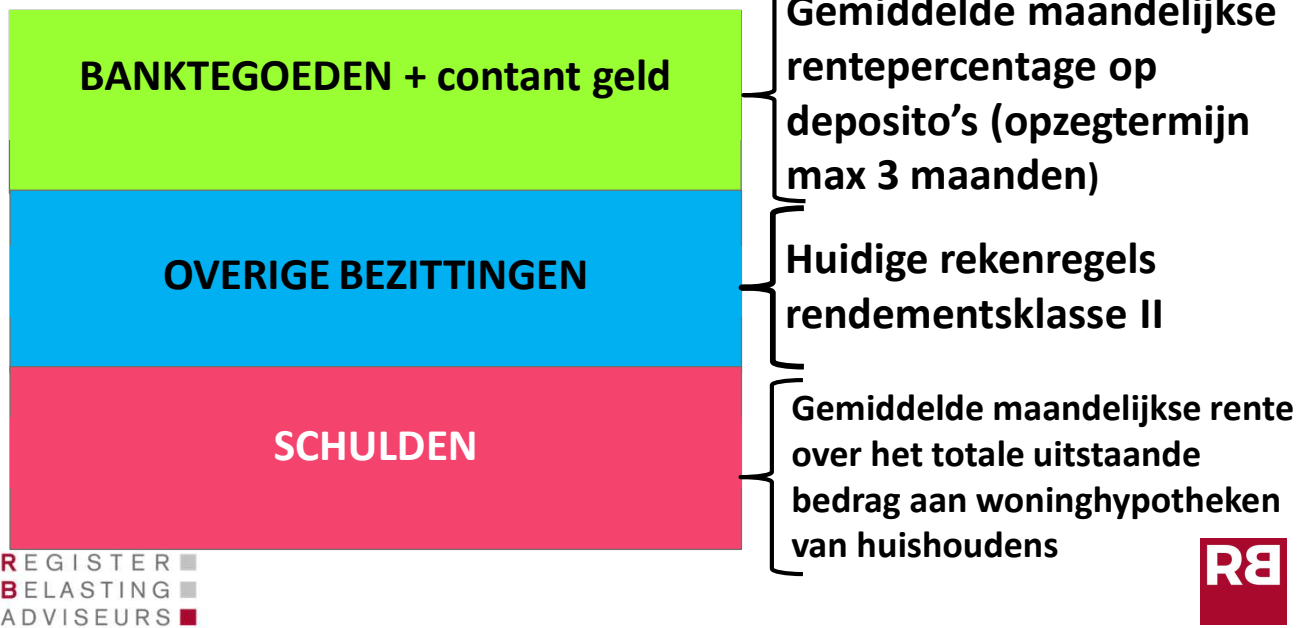 BANKTEGOEDEN + contant geld
Gemiddelde maandelijkse
rentepercentage op
deposito’s (opzegtermijn
max 3 maanden)
OVERIGE BEZITTINGEN
Huidige rekenregels
rendementsklasse II
SCHULDEN
Gemiddelde maandelijkse rente
over het totale uitstaande
bedrag aan woninghypotheken
van huishoudens
REGISTER
BELASTING
ADVISEURS
RB